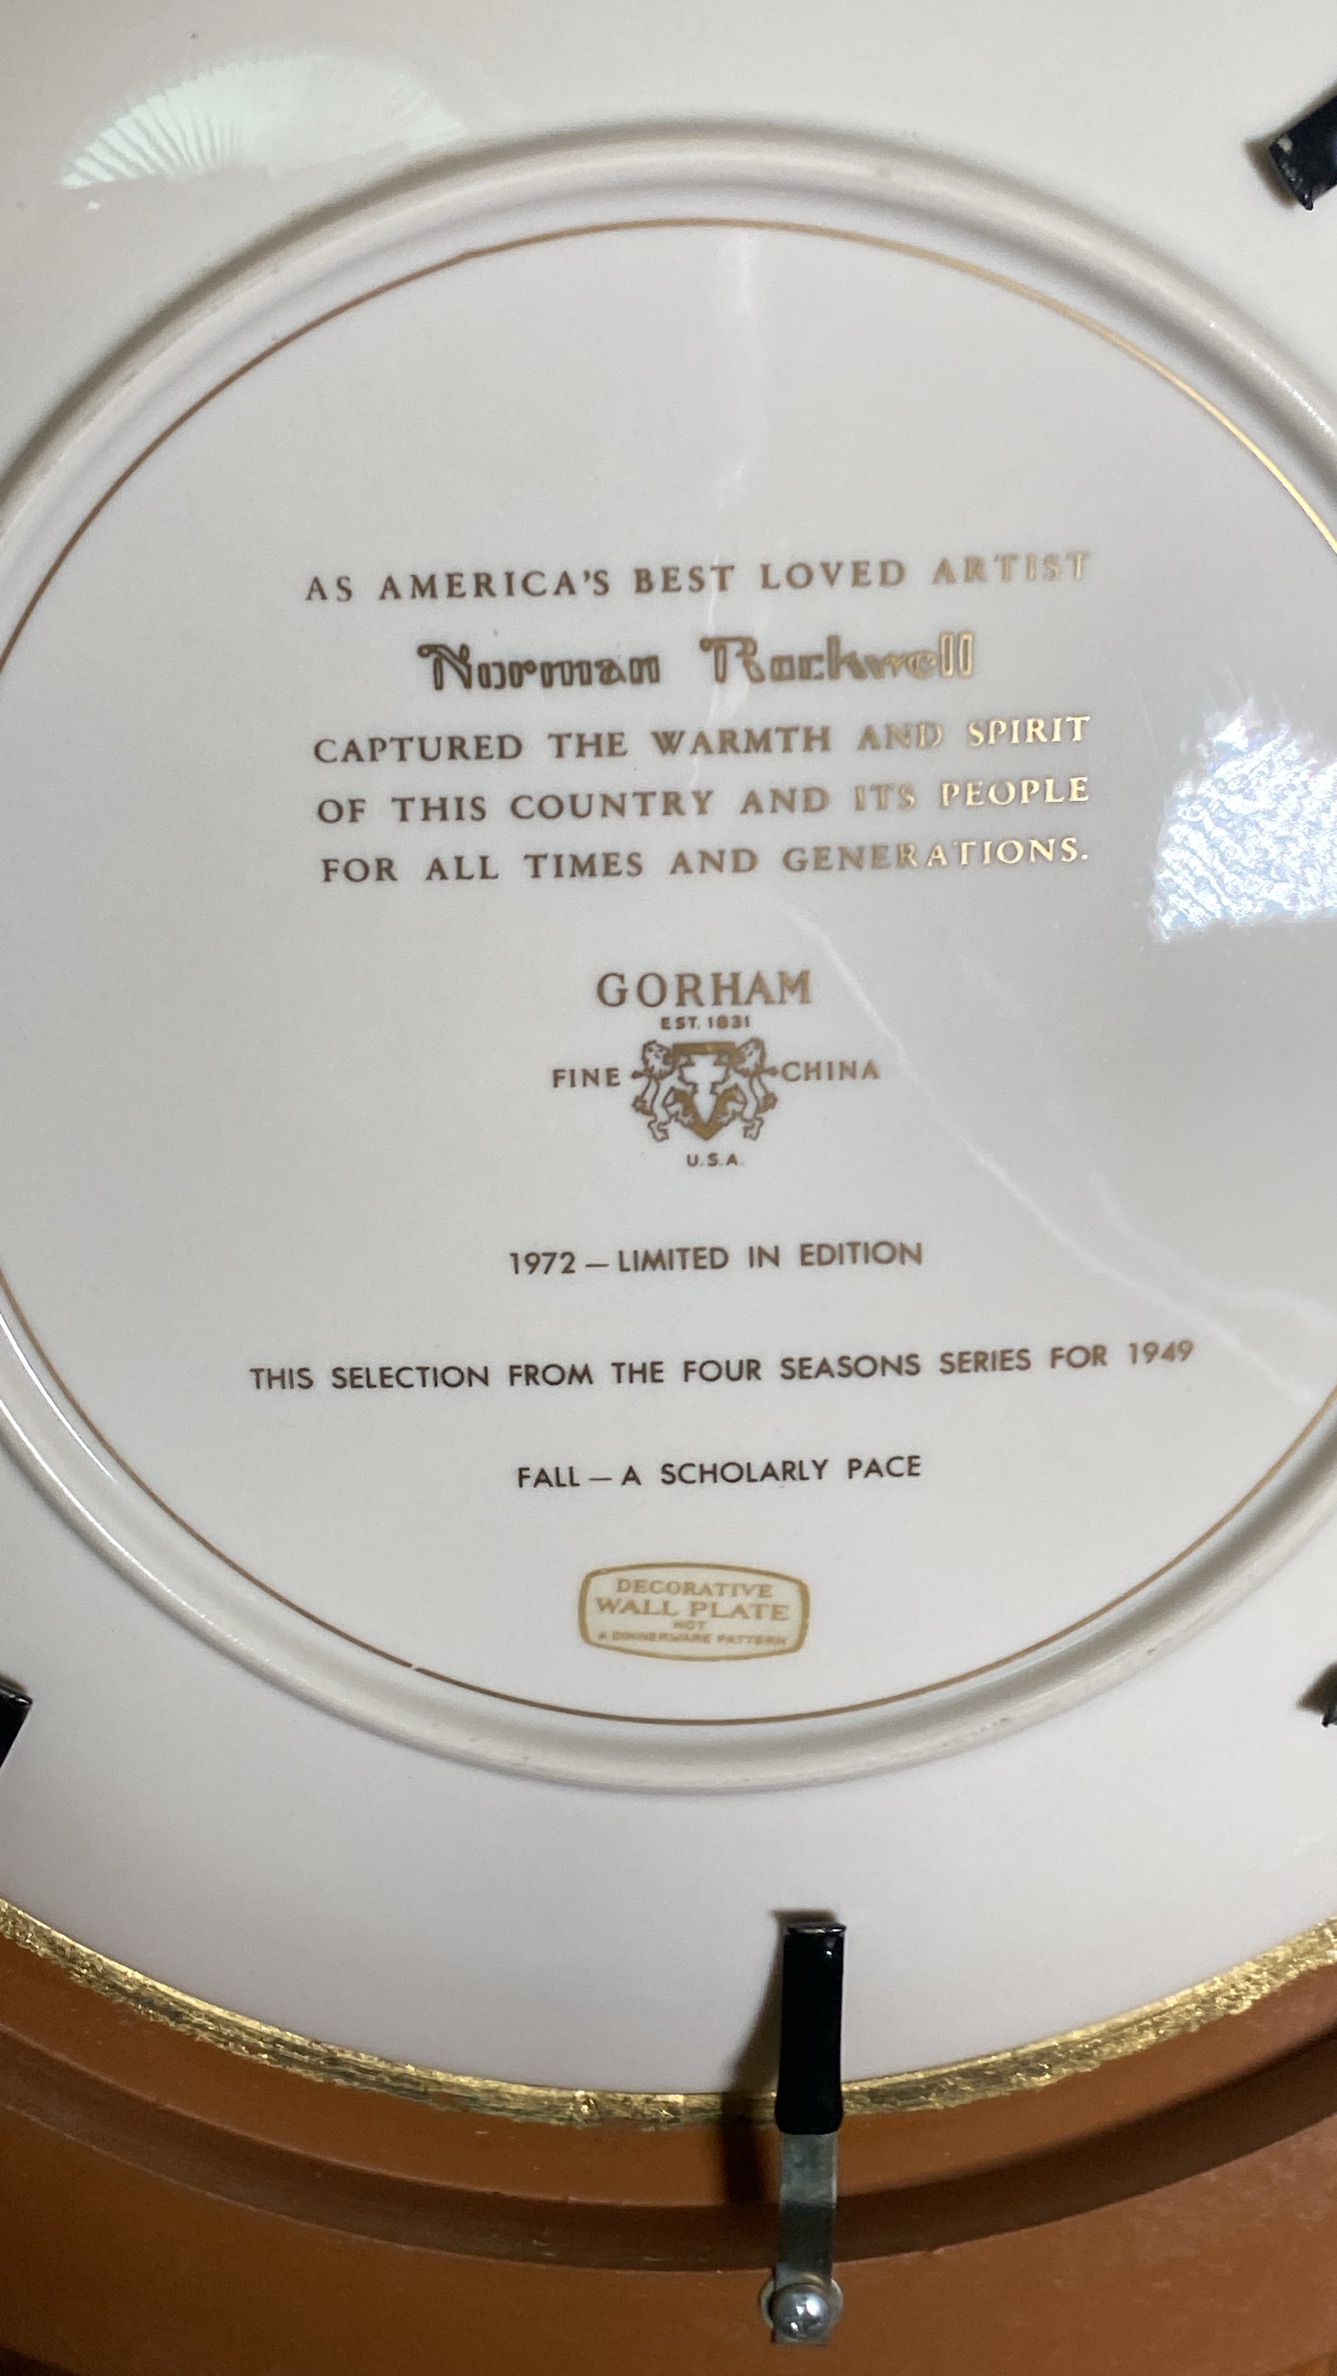 AS AMERICA'S BEST LOVED ARTIST
Norman Rockwell
CAPTURED THE WARMTH AND SPIRIT
OF THIS COUNTRY AND ITS PEOPLE
FOR ALL TIMES AND GENERATIONS.
GORHAM
EST. 1831
FINE CHINA
U.S.A.
1972 – LIMITED IN EDITION
THIS SELECTION FROM THE FOUR SEASONS SERIES FOR 1949
FALL – A SCHOLARLY PACE
DECORATIVE
WALL PLATE
NOT
A DINNERWARE PATTERN